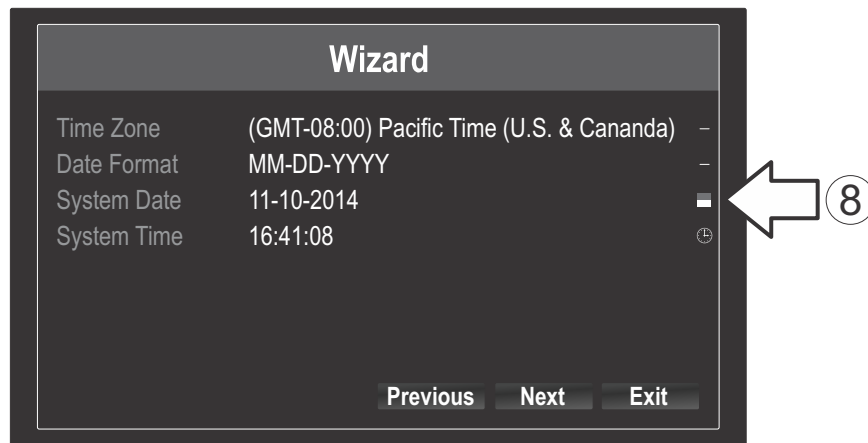 Wizard
Time Zone (GMT-08:00) Pacific Time (U.S. & Cananda) –
Date Format MM-DD-YYYY –
System Date 11-10-2014
8
System Time 16:41:08
Previous Next Exit